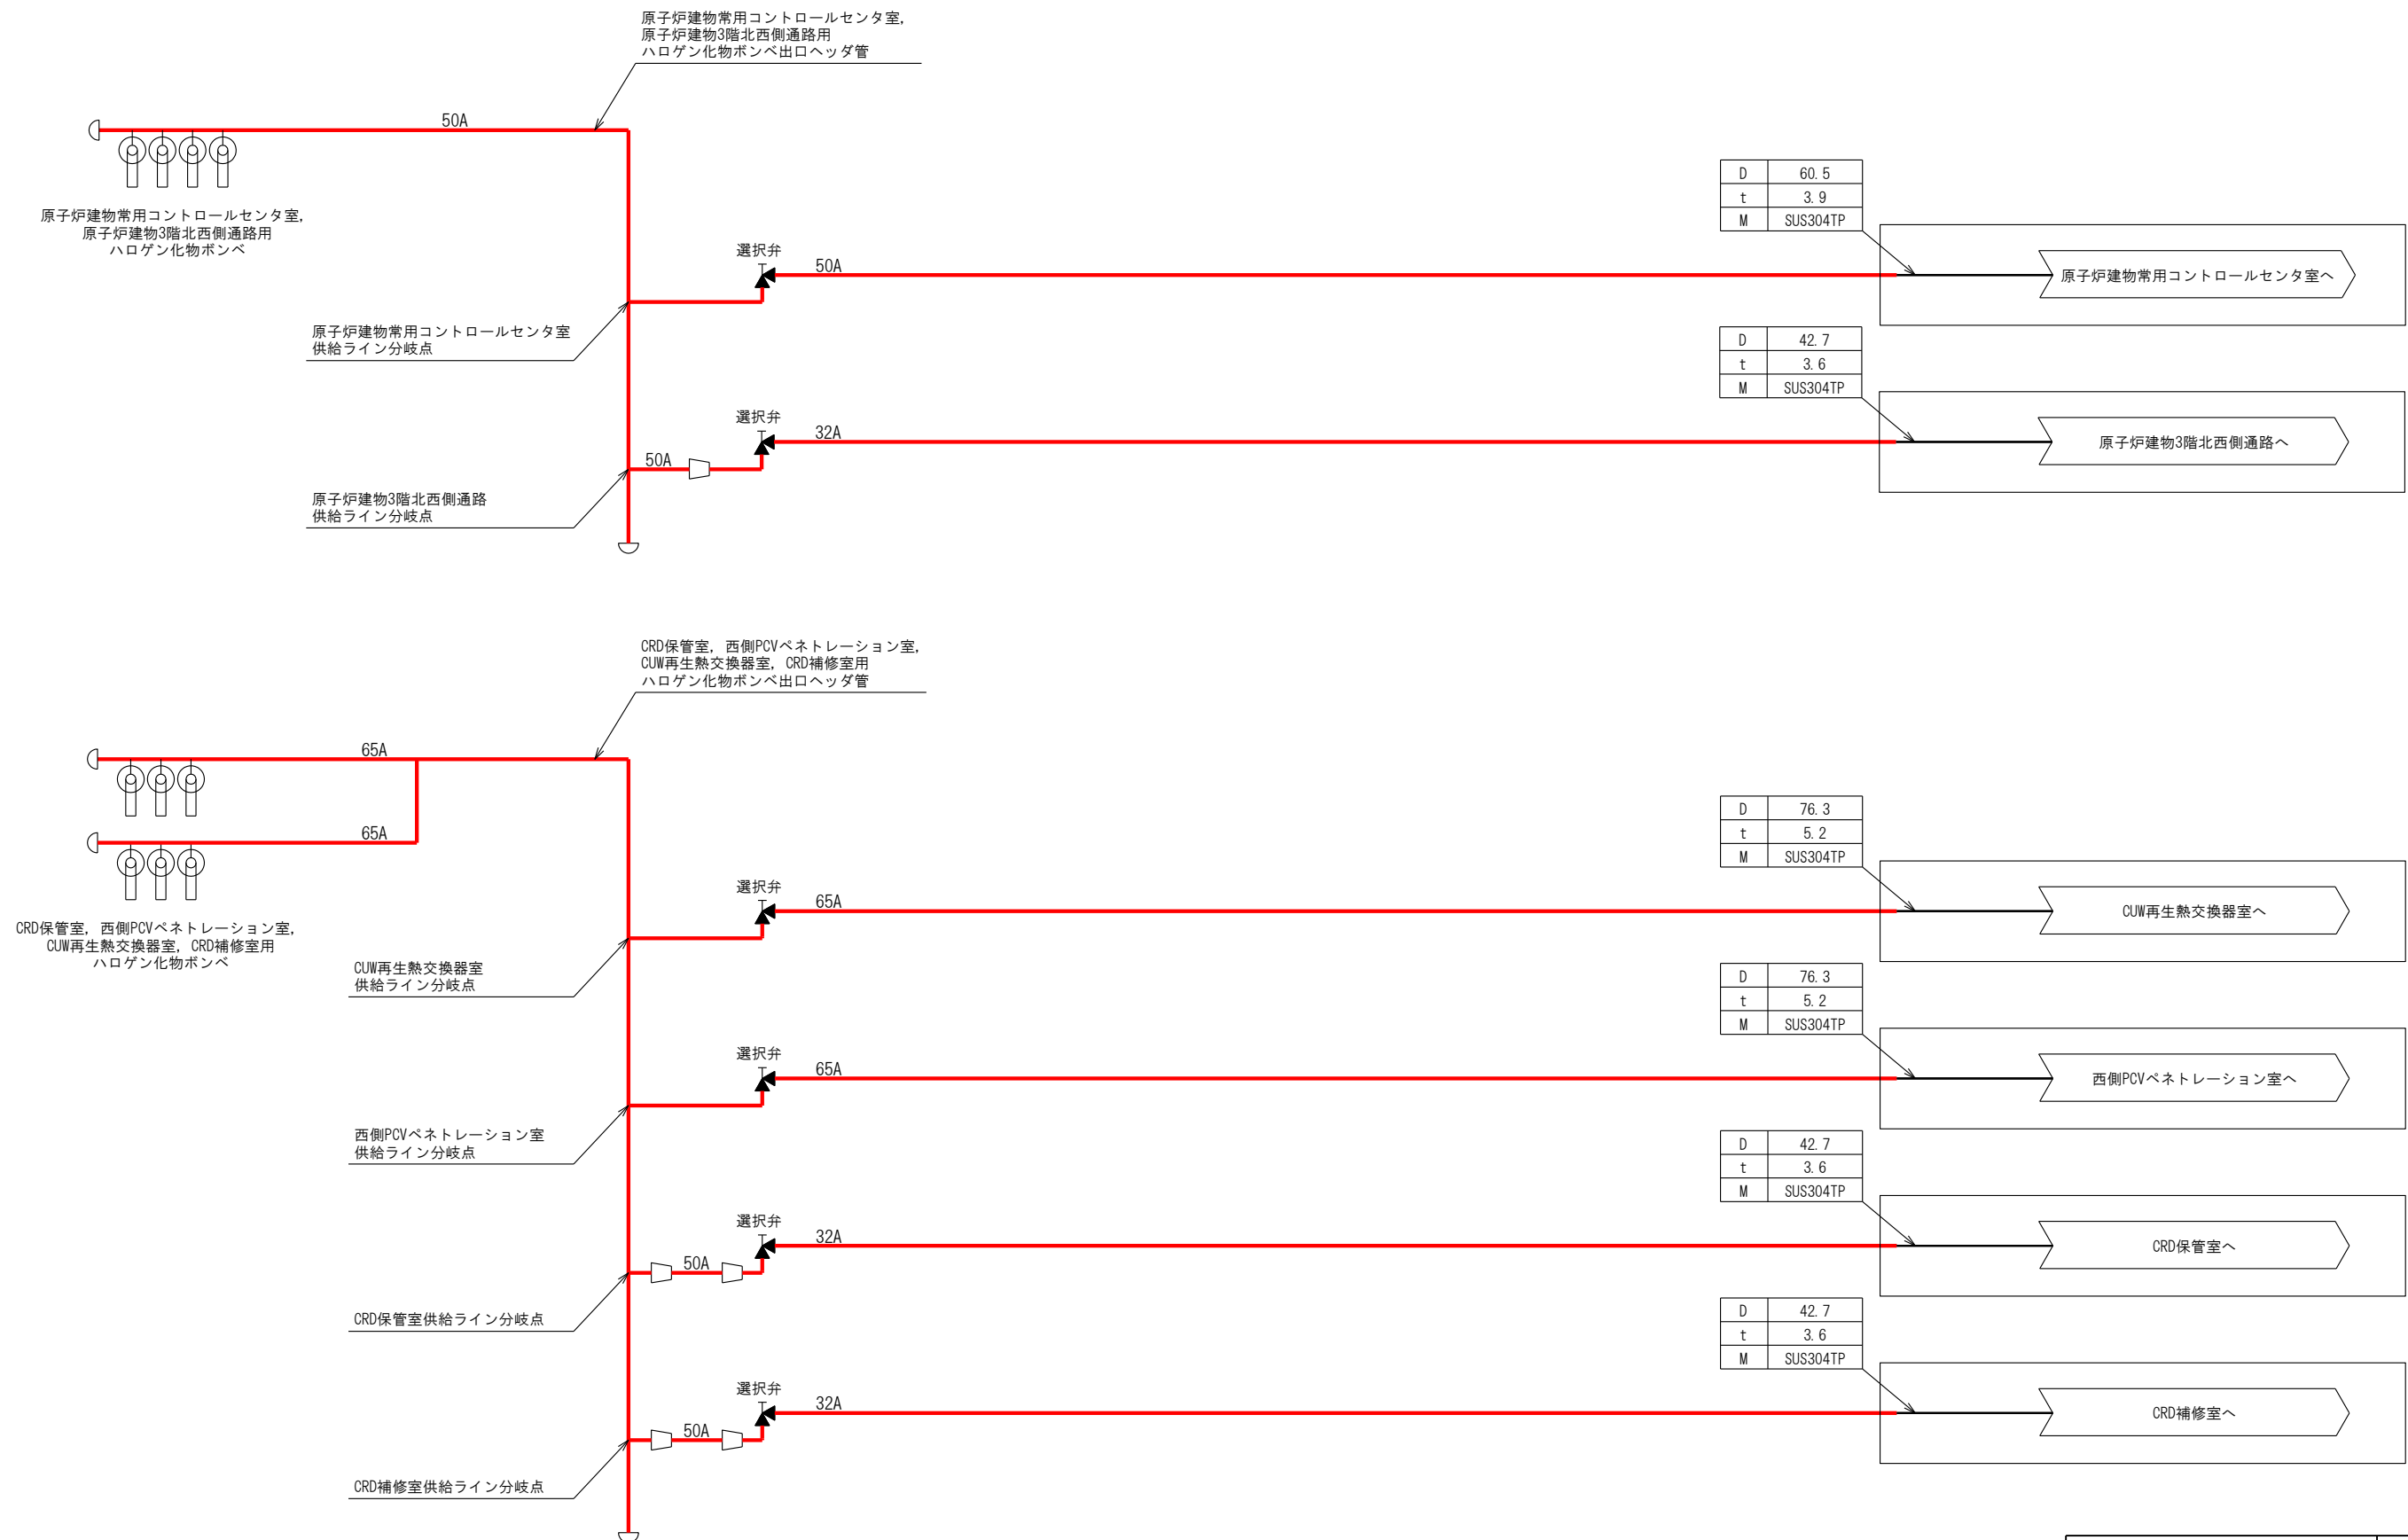 原子炉建物常用コントロールセンタ室,
原子炉建物3階北西側通路用
ハロゲン化物ボンベ出口ヘッダ管
50A
原子炉建物常用コントロールセンタ室,
原子炉建物3階北西側通路用
ハロゲン化物ボンベ
D 60.5
t 3.9
M SUS304TP
選択弁
50A
原子炉建物常用コントロールセンタ室へ
原子炉建物常用コントロールセンタ室
供給ライン分岐点
D 42.7
t 3.6
M SUS304TP
選択弁
32A
原子炉建物3階北西側通路へ
50A
原子炉建物3階北西側通路
供給ライン分岐点
CRD保管室, 西側PCVペネトレーション室,
CUW再生熱交換器室, CRD補修室用
ハロゲン化物ボンベ出口ヘッダ管
65A
65A
CRD保管室, 西側PCVペネトレーション室,
CUW再生熱交換器室, CRD補修室用
ハロゲン化物ボンベ
D 76.3
t 5.2
M SUS304TP
選択弁
65A
CUW再生熱交換器室へ
CUW再生熱交換器室
供給ライン分岐点
D 76.3
t 5.2
M SUS304TP
選択弁
65A
西側PCVペネトレーション室へ
西側PCVペネトレーション室
供給ライン分岐点
D 42.7
t 3.6
M SUS304TP
選択弁
32A
CRD保管室へ
50A
CRD保管室供給ライン分岐点
D 42.7
t 3.6
M SUS304TP
選択弁
32A
CRD補修室へ
50A
CRD補修室供給ライン分岐点